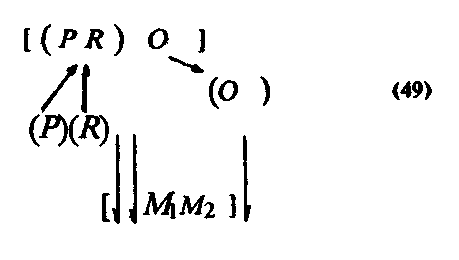 [ ( P R ) O ]
(O ) (49)
(P)(R)
[ M₁M₂ ]